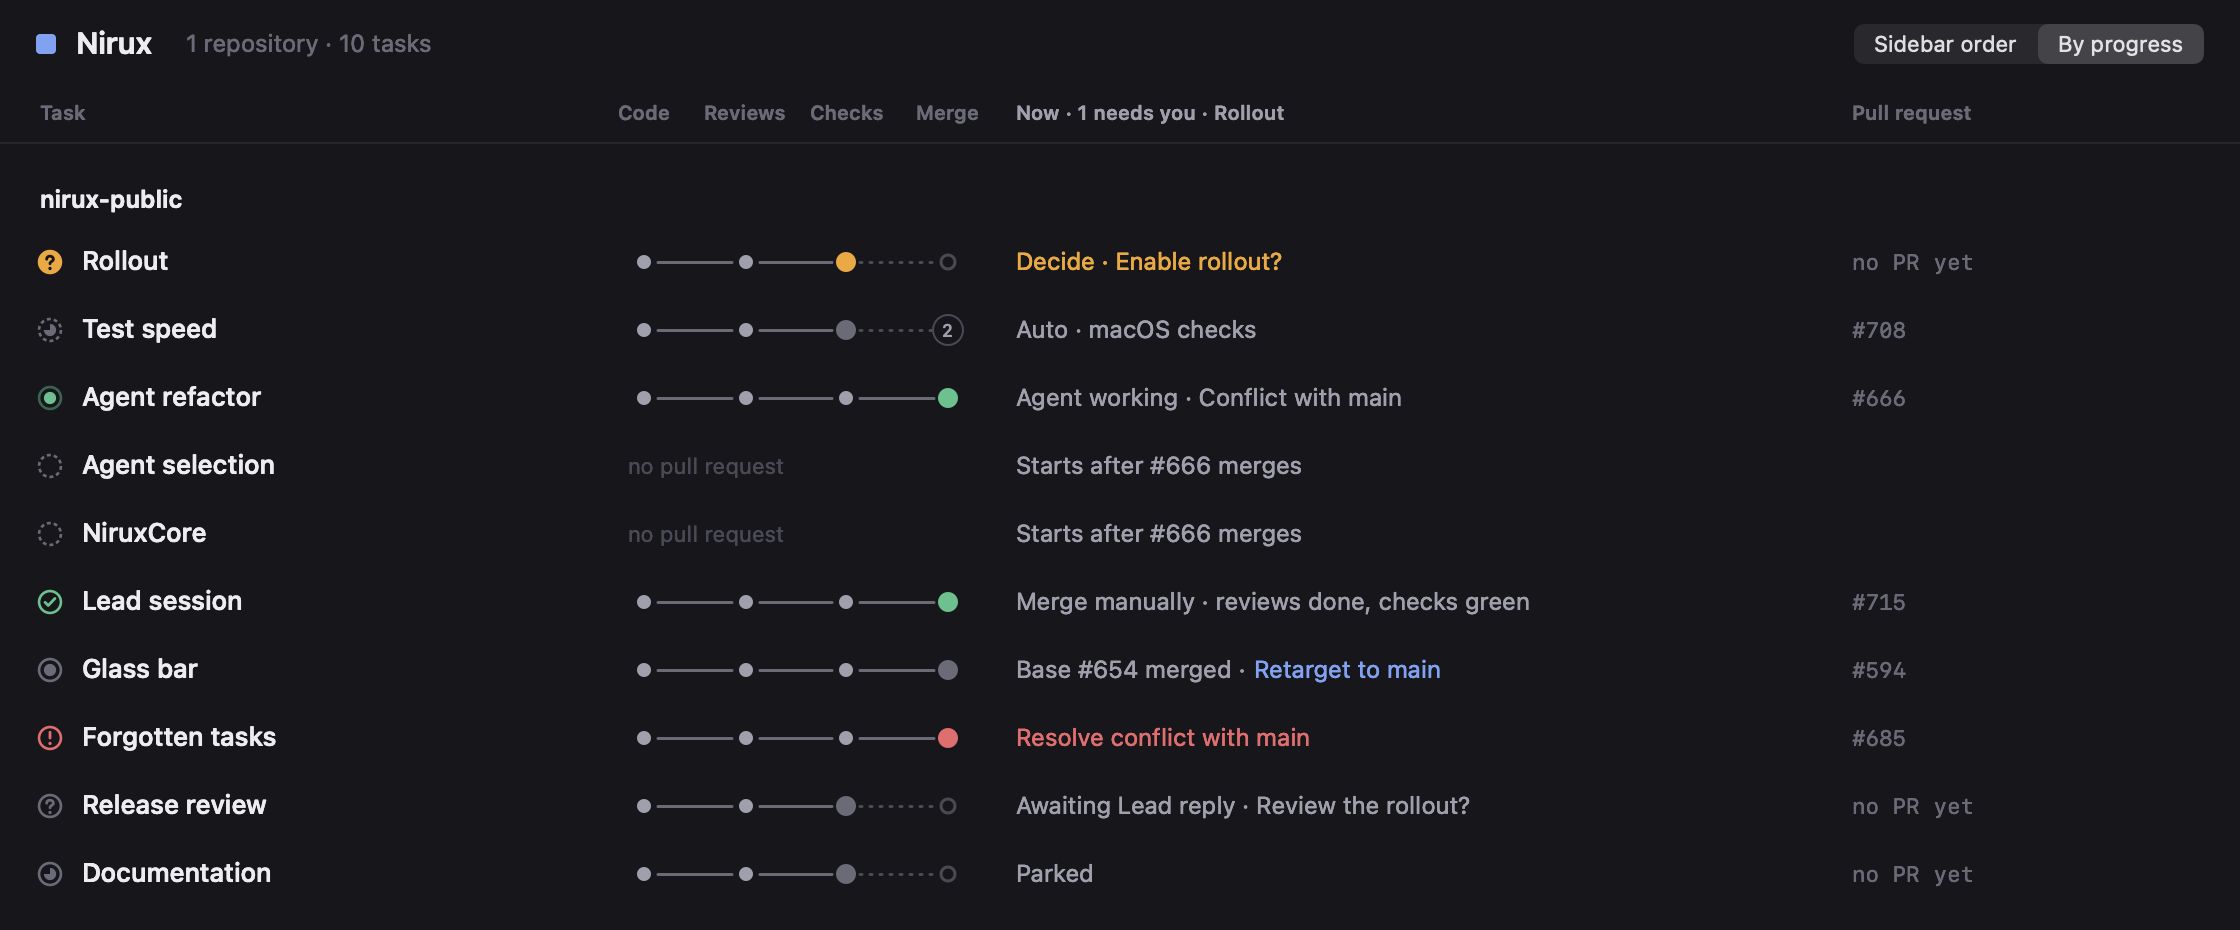 Nirux 1 repository · 10 tasks Sidebar order By progress
Task Code Reviews Checks Merge Now · 1 needs you · Rollout Pull request
nirux-public
? Rollout Decide · Enable rollout? no PR yet
Test speed 2 Auto · macOS checks #708
Agent refactor Agent working · Conflict with main #666
Agent selection no pull request Starts after #666 merges
NiruxCore no pull request Starts after #666 merges
Lead session Merge manually · reviews done, checks green #715
Glass bar Base #654 merged · Retarget to main #594
! Forgotten tasks Resolve conflict with main #685
? Release review Awaiting Lead reply · Review the rollout? no PR yet
Documentation Parked no PR yet